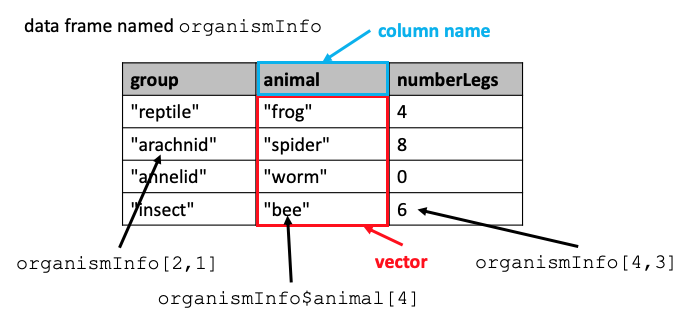 data frame named organismInfo
column name
group animal numberLegs
"reptile" "frog" 4
"arachnid" "spider" 8
"annelid" "worm" 0
"insect" "bee" 6
organismInfo[2,1] vector organismInfo[4,3]
organismInfo$animal[4]